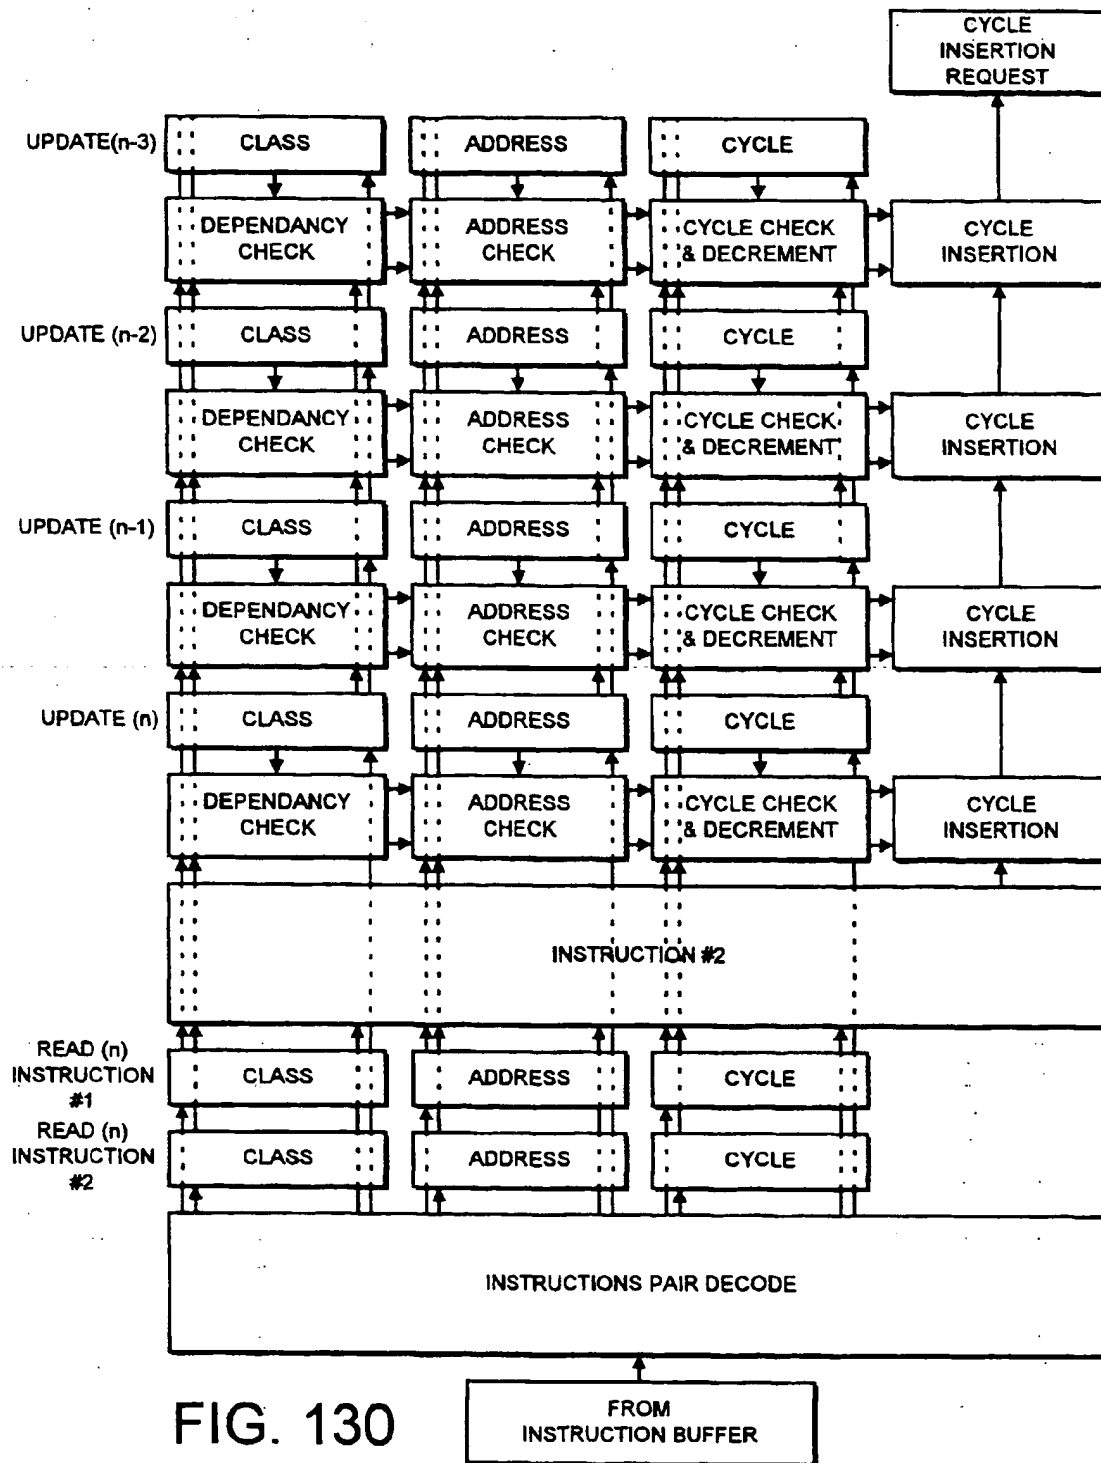 CYCLE
INSERTION
REQUEST
UPDATE(n-3)
CLASS
ADDRESS
CYCLE
DEPENDANCY
CHECK
ADDRESS
CHECK
CYCLE CHECK
& DECREMENT
CYCLE
INSERTION
UPDATE (n-2)
CLASS
ADDRESS
CYCLE
DEPENDANCY
CHECK
ADDRESS
CHECK
CYCLE CHECK
& DECREMENT
CYCLE
INSERTION
UPDATE (n-1)
CLASS
ADDRESS
CYCLE
DEPENDANCY
CHECK
ADDRESS
CHECK
CYCLE CHECK
& DECREMENT
CYCLE
INSERTION
UPDATE (n)
CLASS
ADDRESS
CYCLE
DEPENDANCY
CHECK
ADDRESS
CHECK
CYCLE CHECK
& DECREMENT
CYCLE
INSERTION
INSTRUCTION #2
READ (n)
INSTRUCTION
#1
CLASS
ADDRESS
CYCLE
READ (n)
INSTRUCTION
#2
CLASS
ADDRESS
CYCLE
INSTRUCTIONS PAIR DECODE
FROM
INSTRUCTION BUFFER
FIG. 130